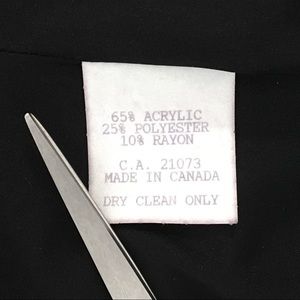 65% ACRYLIC
25% POLYESTER
10% RAYON
C.A. 21073
MADE IN CANADA
DRY CLEAN ONLY